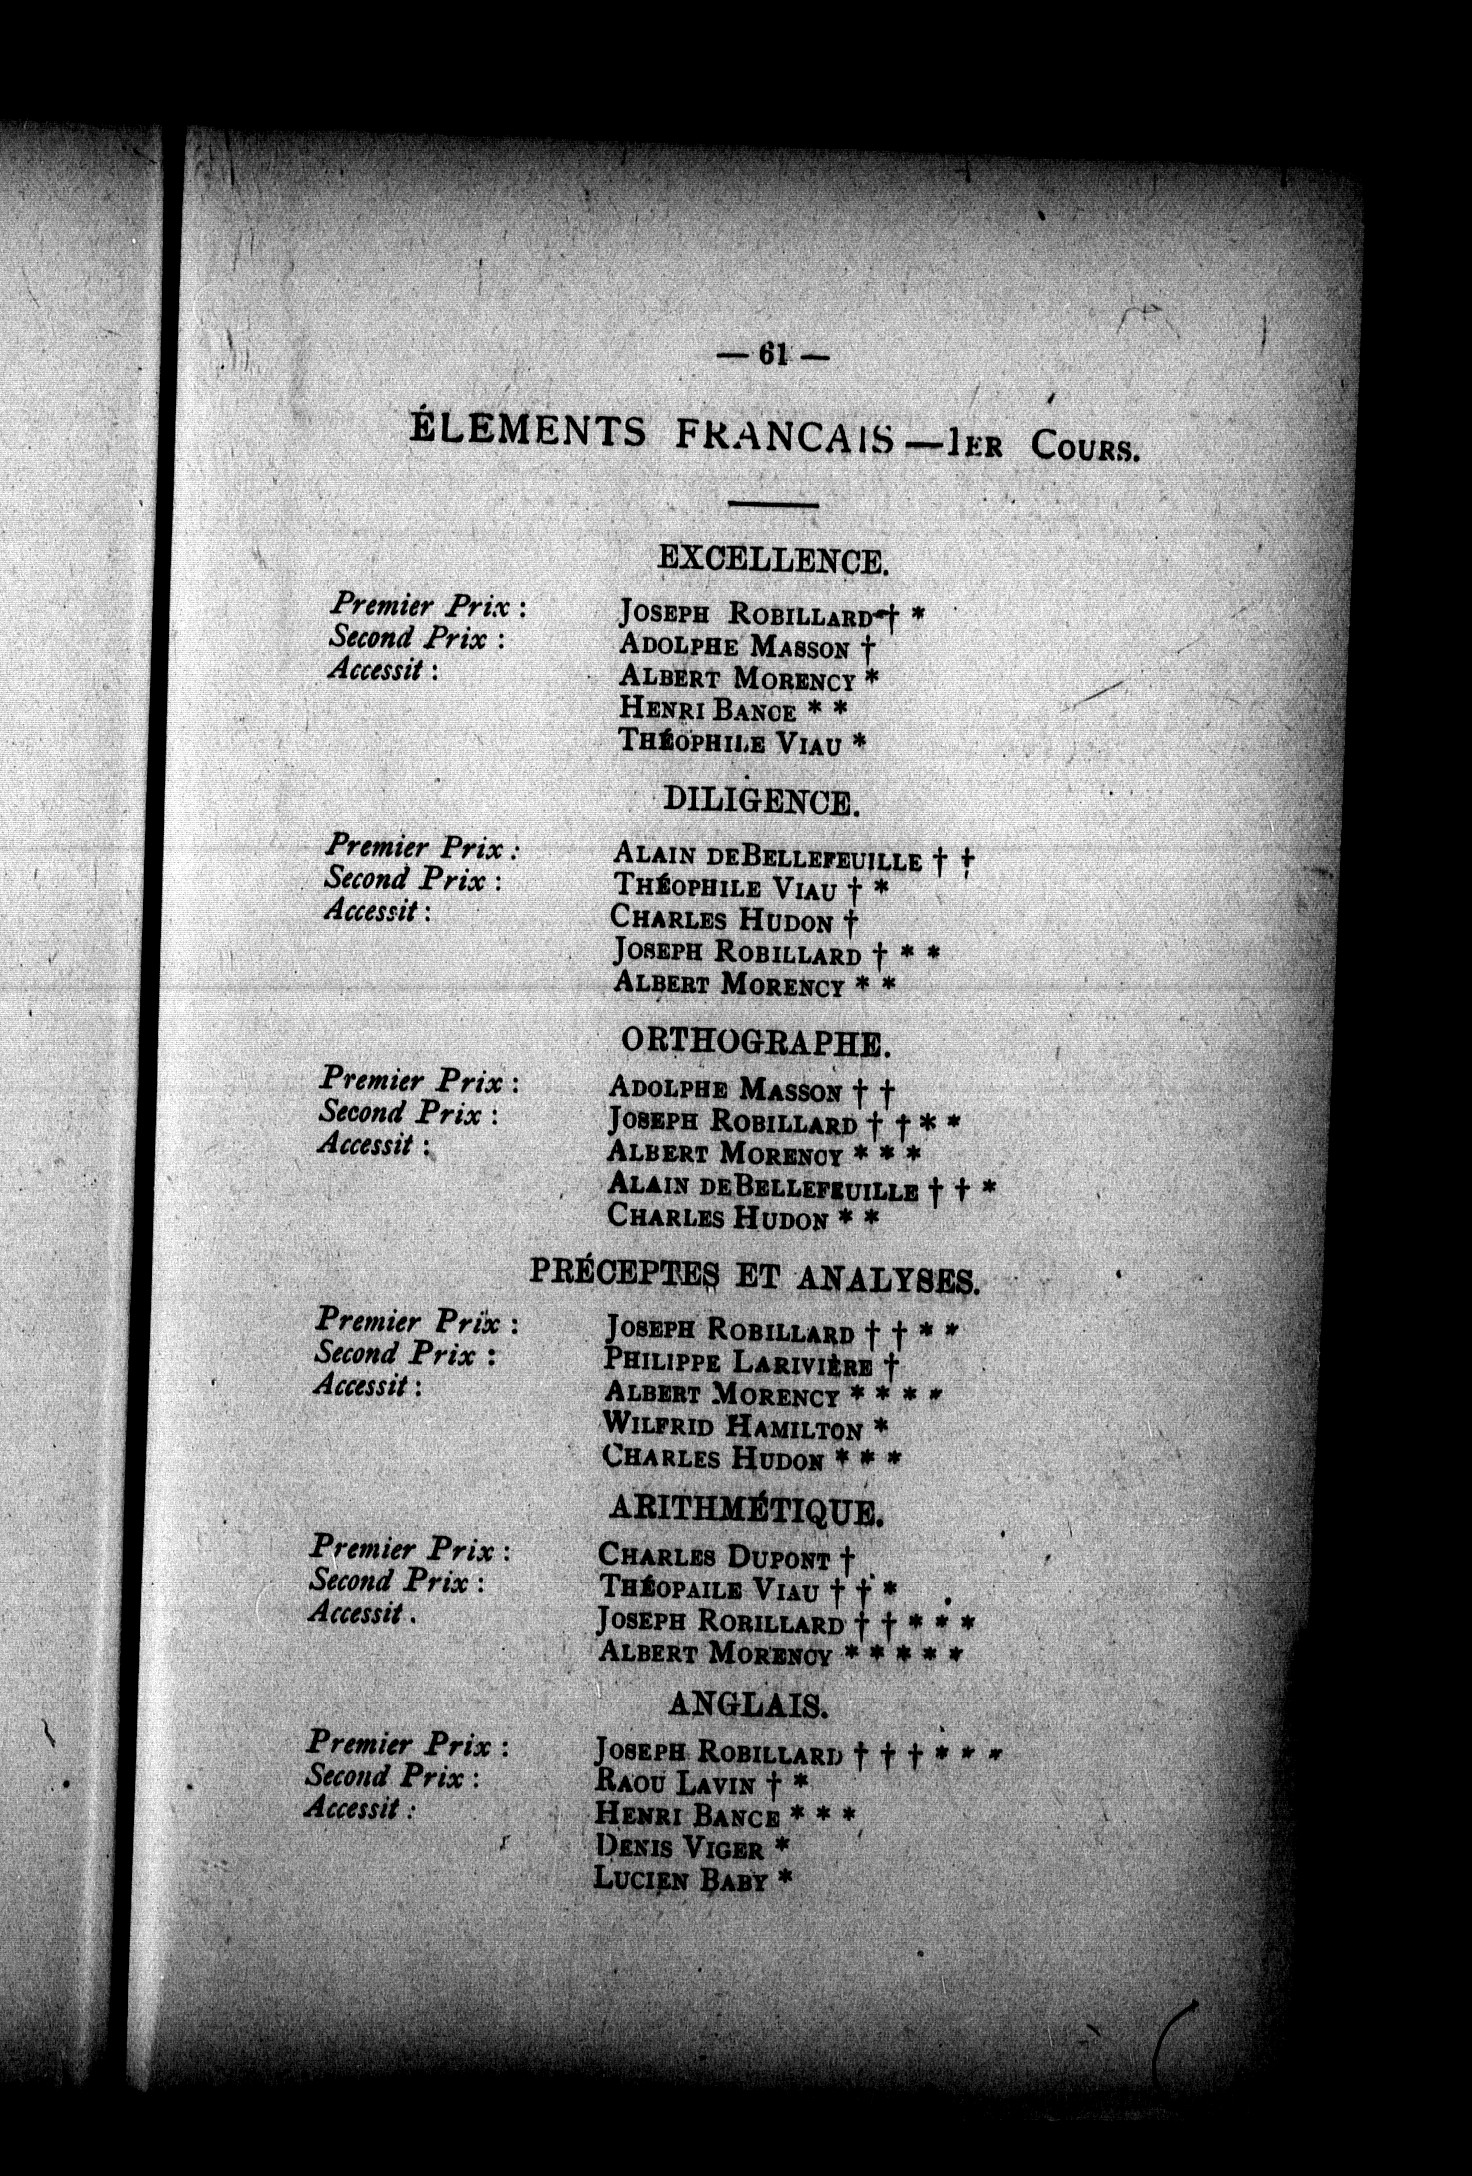 — 61 —
ÉLEMENTS FRANCAIS — 1ER COURS.
EXCELLENCE.
Premier Prix : JOSEPH ROBILLARD † *
Second Prix : ADOLPHE MASSON †
Accessit : ALBERT MORENCY *
HENRI BANCE * *
THÉOPHILE VIAU *
DILIGENCE.
Premier Prix : ALAIN DEBELLEFEUILLE † †
Second Prix : THÉOPHILE VIAU † *
Accessit : CHARLES HUDON †
JOSEPH ROBILLARD † * *
ALBERT MORENCY * *
ORTHOGRAPHE.
Premier Prix : ADOLPHE MASSON † †
Second Prix : JOSEPH ROBILLARD † † * *
Accessit : ALBERT MORENCY * * *
ALAIN DEBELLEFEUILLE † † *
CHARLES HUDON * *
PRÉCEPTES ET ANALYSES.
Premier Prix : JOSEPH ROBILLARD † † * *
Second Prix : PHILIPPE LARIVIÈRE †
Accessit : ALBERT MORENCY * * * *
WILFRID HAMILTON *
CHARLES HUDON * * *
ARITHMÉTIQUE.
Premier Prix : CHARLES DUPONT †
Second Prix : THÉOPAILE VIAU † † *
Accessit . JOSEPH ROBILLARD † † * * *
ALBERT MORENCY * * * * *
ANGLAIS.
Premier Prix : JOSEPH ROBILLARD † † † * * *
Second Prix : RAOU LAVIN † *
Accessit : HENRI BANCE * * *
DENIS VIGER *
LUCIEN BABY *